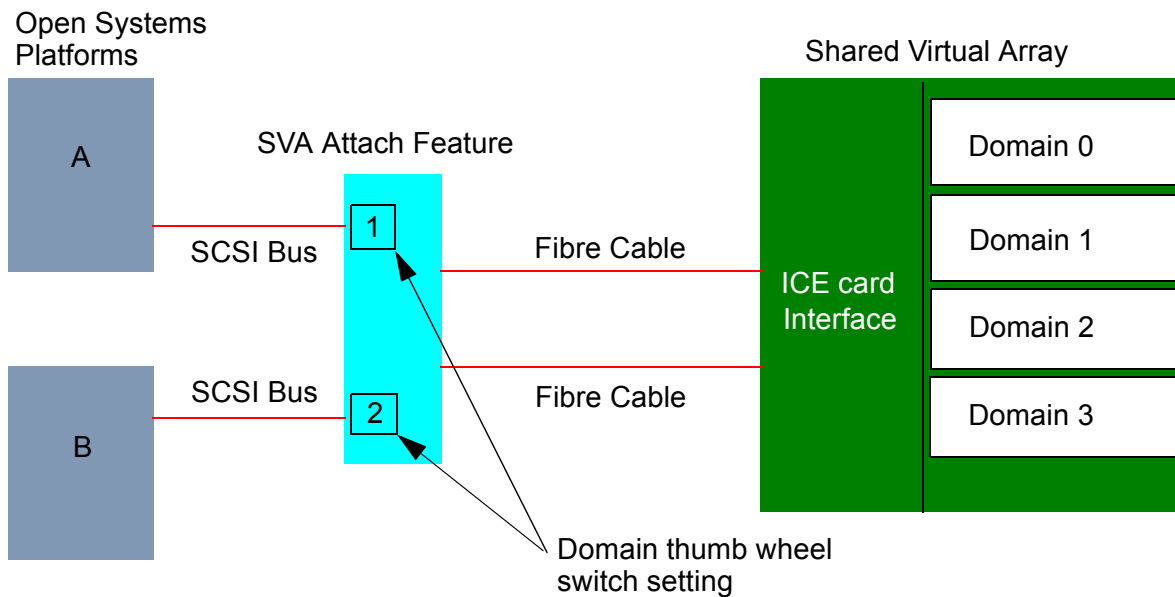 Open Systems
Platforms
Shared Virtual Array
A
SVA Attach Feature
Domain 0
1
SCSI Bus
Fibre Cable
Domain 1
ICE card
Interface
Domain 2
SCSI Bus
Fibre Cable
2
Domain 3
B
Domain thumb wheel
switch setting